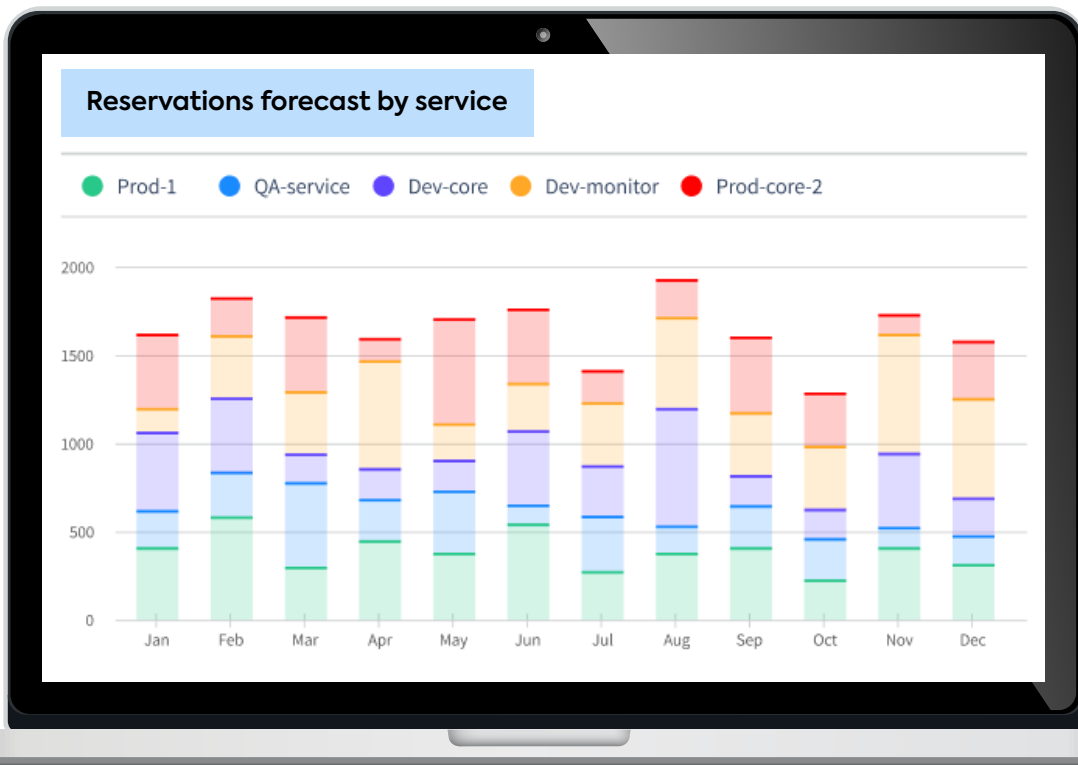 Reservations forecast by service
Prod-1 QA-service Dev-core Dev-monitor Prod-core-2
2000
1500
1000
500
0
Jan Feb Mar Apr May Jun Jul Aug Sep Oct Nov Dec